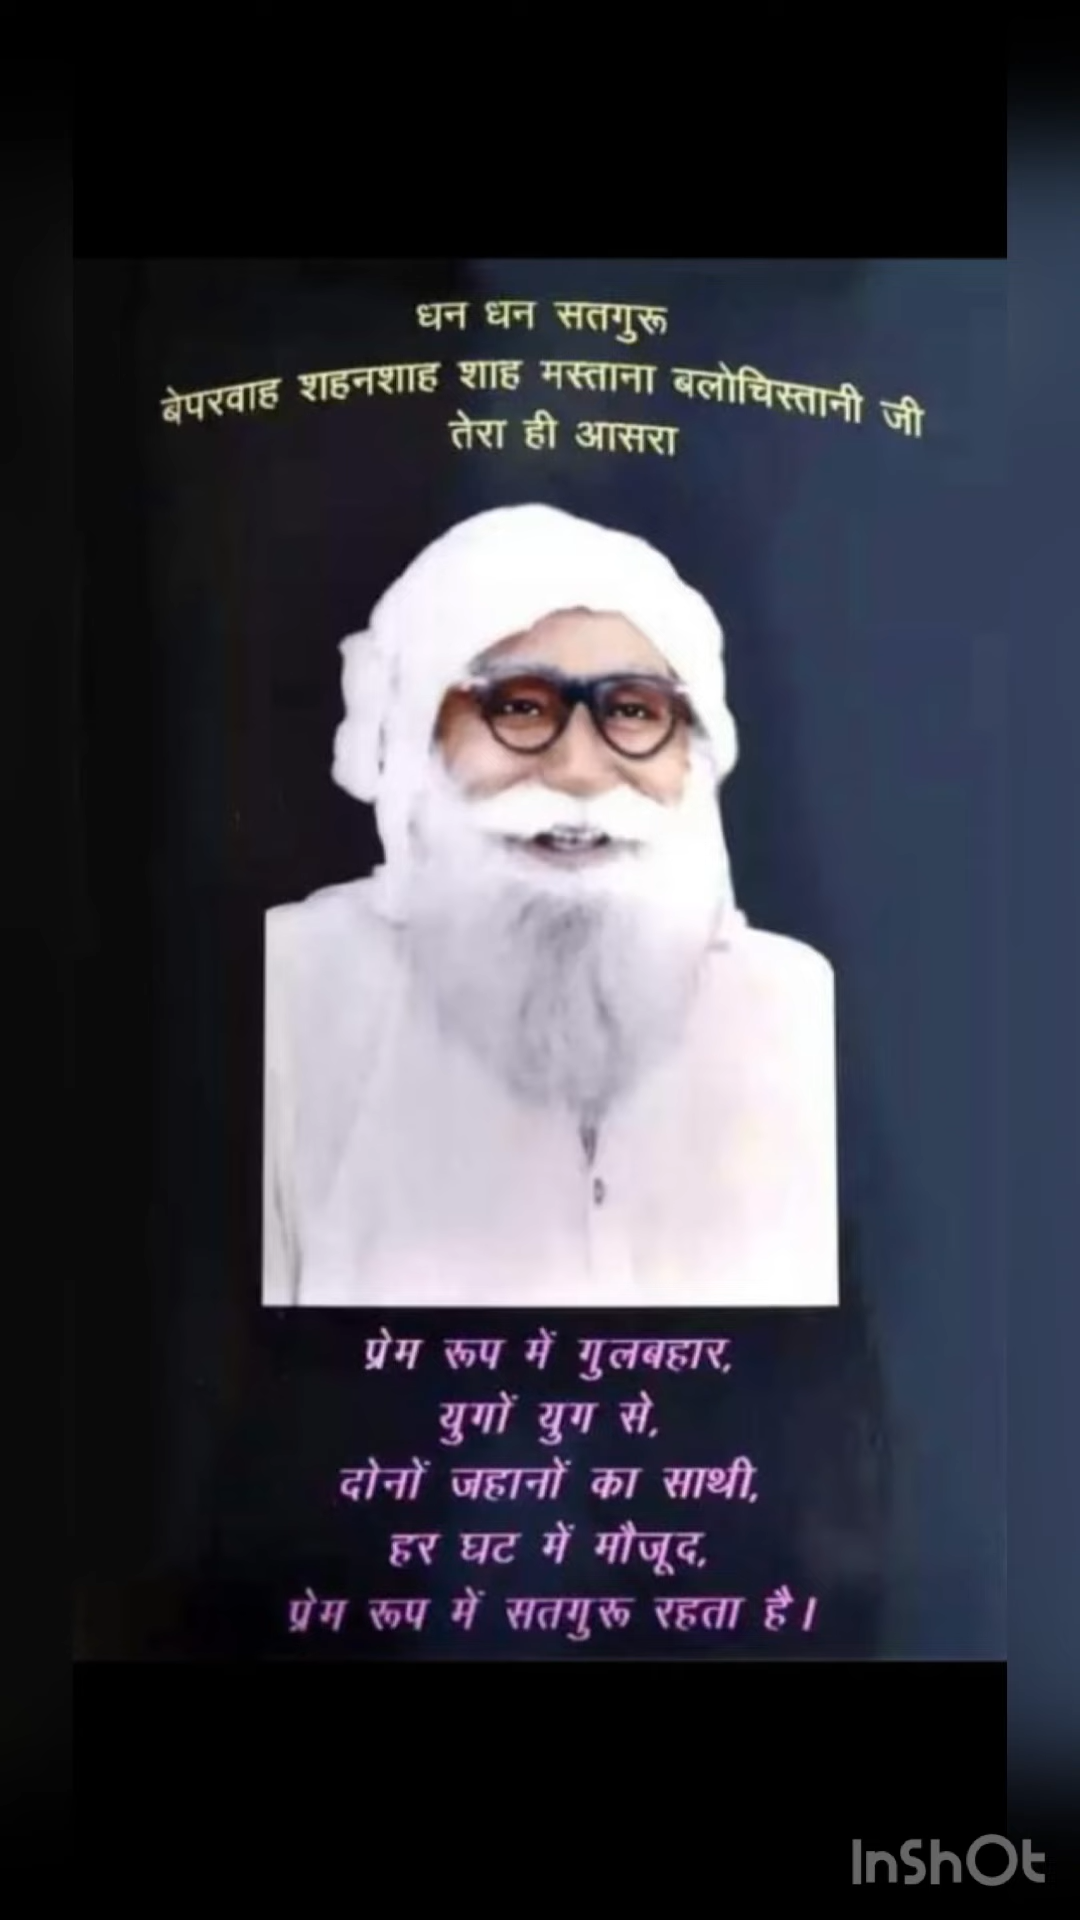 धन धन सतगुरू
बेपरवाह शहनशाह शाह मस्ताना बलोचिस्तानी जी
तेरा ही आसरा
प्रेम रूप में गुलबहार,
युगों युग से,
दोनों जहानों का साथी,
हर घट में मौजूद,
प्रेम रूप में सतगुरू रहता है।
InShOt